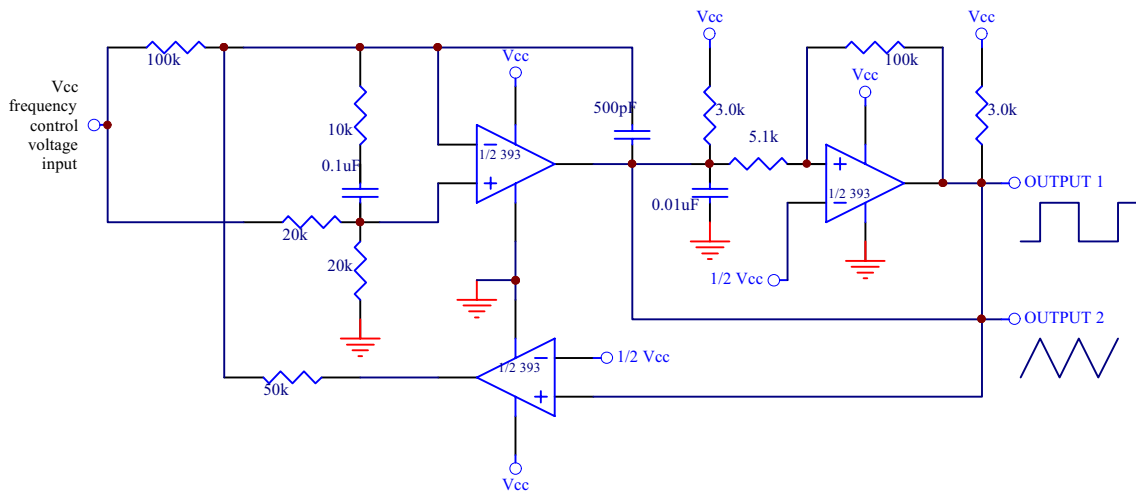 Vcc
Vcc
Vcc
100k
100k
Vcc
Vcc
frequency
control
voltage
input
500pF
3.0k
3.0k
10k
5.1k
1/2 393
0.1uF
1/2 393
0.01uF
OUTPUT 1
20k
20k
1/2 Vcc
OUTPUT 2
1/2 393
1/2 Vcc
50k
Vcc
Vcc